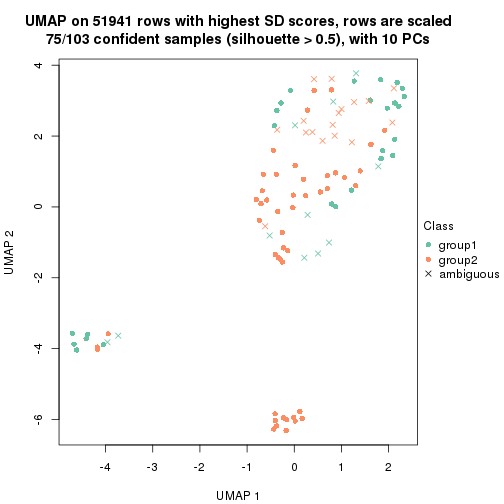 UMAP on 51941 rows with highest SD scores, rows are scaled
75/103 confident samples (silhouette > 0.5), with 10 PCs
4
2
0
-2
-4
-6
UMAP 2
-4
-3
-2
-1
0
1
2
UMAP 1
Class
group1
group2
ambiguous